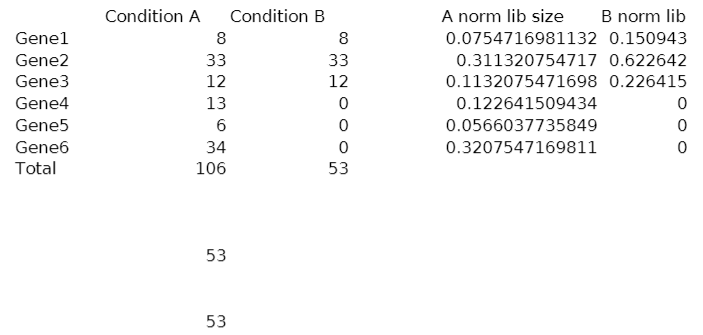 Condition A Condition B A norm lib size B norm lib
Gene1 8 8 0.0754716981132 0.150943
Gene2 33 33 0.311320754717 0.622642
Gene3 12 12 0.1132075471698 0.226415
Gene4 13 0 0.122641509434 0
Gene5 6 0 0.0566037735849 0
Gene6 34 0 0.3207547169811 0
Total 106 53
53
53